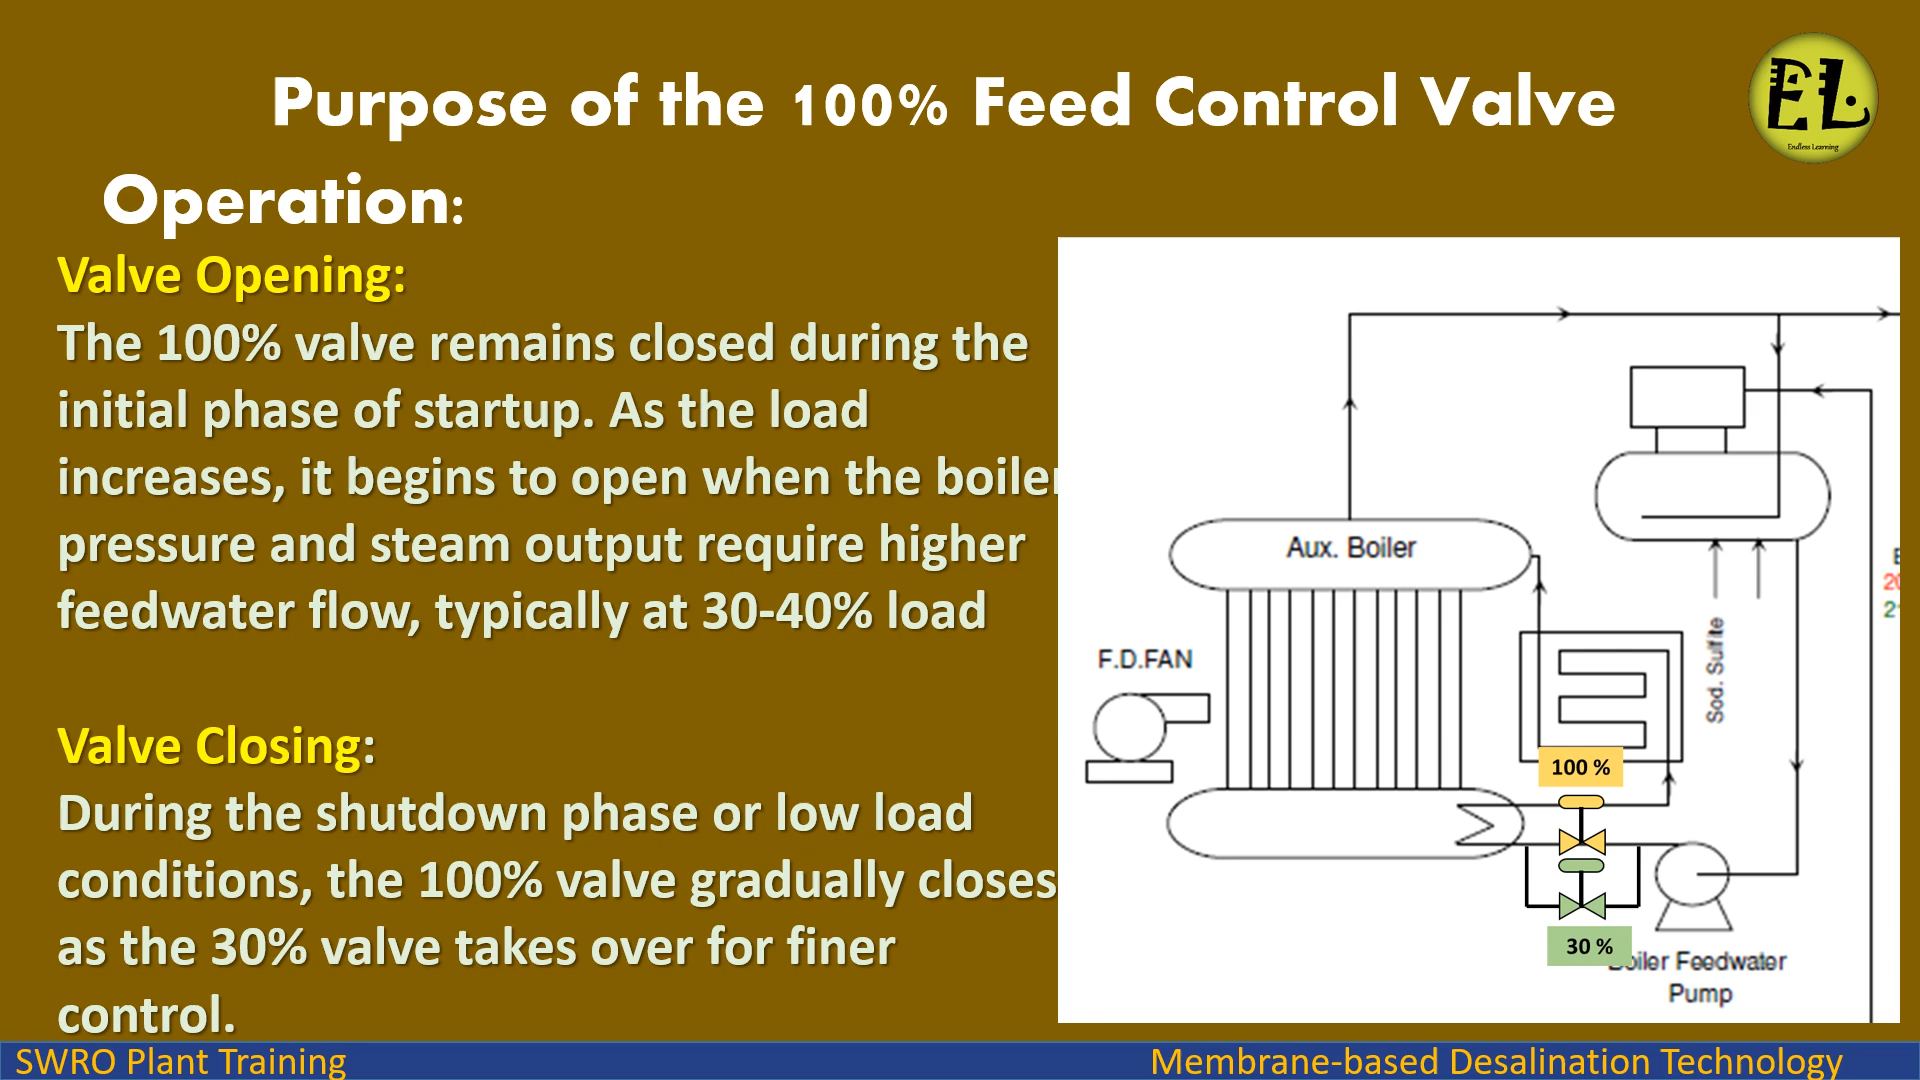 Purpose of the 100% Feed Control Valve
EL
Endless Learning
Operation:
Valve Opening:
The 100% valve remains closed during the
initial phase of startup. As the load
increases, it begins to open when the boiler
pressure and steam output require higher
feedwater flow, typically at 30-40% load
Valve Closing:
During the shutdown phase or low load
conditions, the 100% valve gradually closes
as the 30% valve takes over for finer
control.
Aux. Boiler
F.D.FAN
Sod. Sulfite
100 %
30 %
Boiler Feedwater
Pump
SWRO Plant Training
Membrane-based Desalination Technology